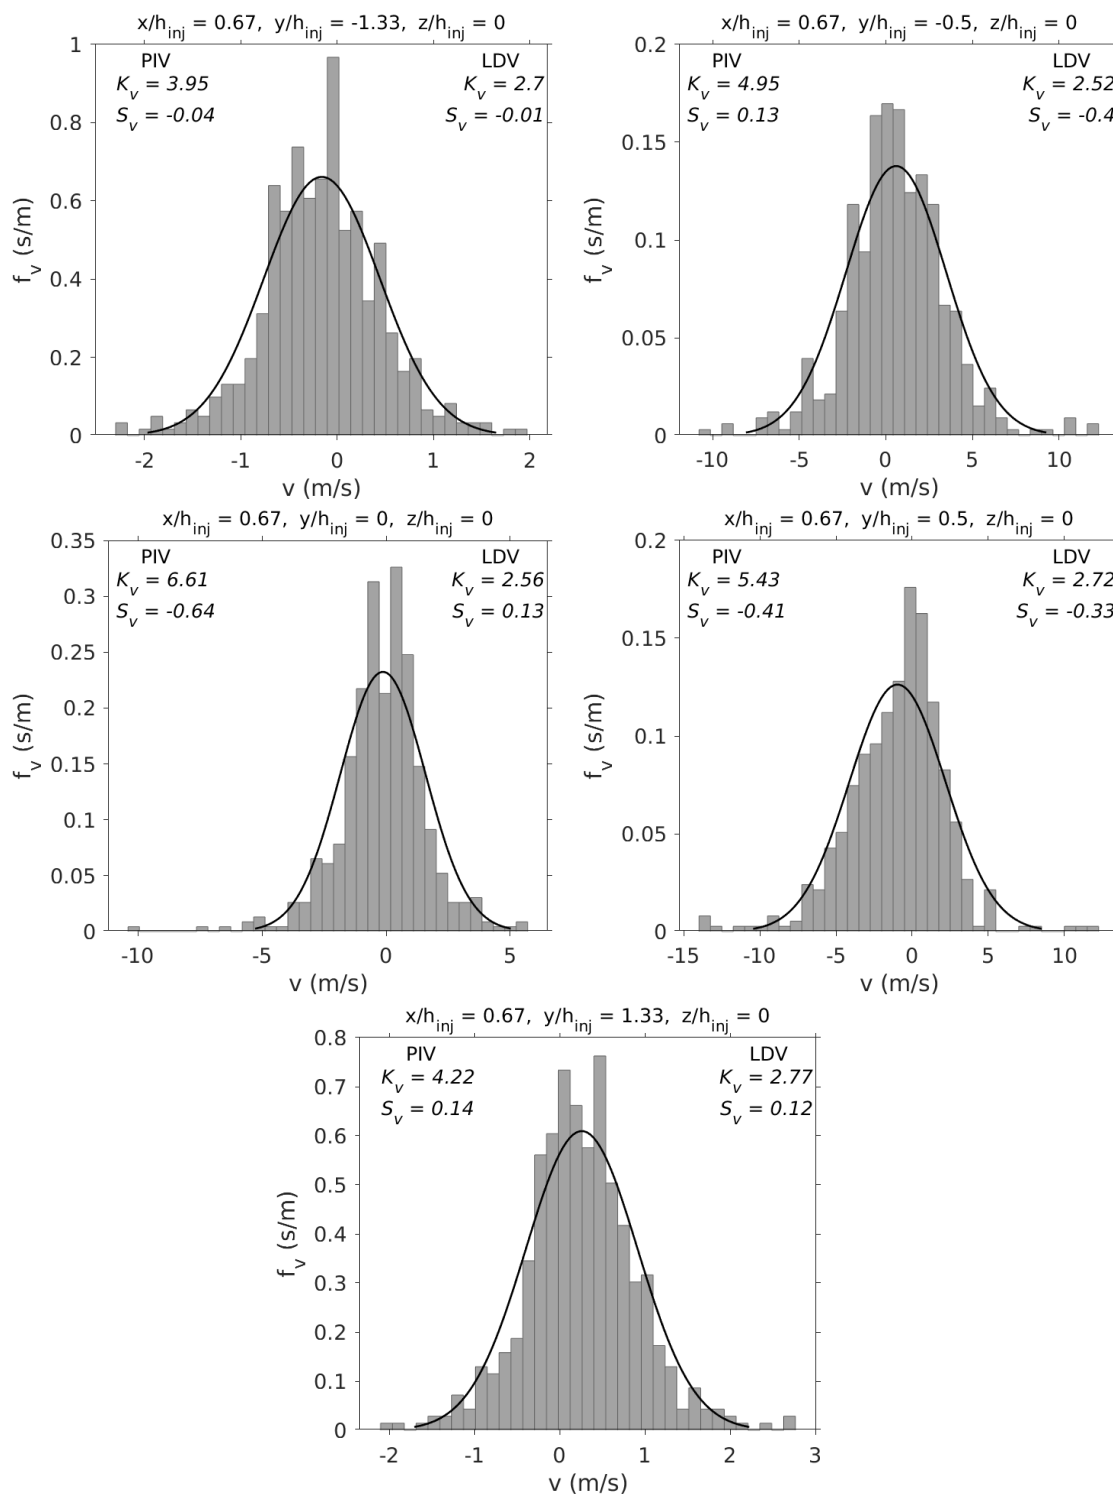 x/h_inj = 0.67, y/h_inj = -1.33, z/h_inj = 0
PIV LDV
K_v = 3.95 K_v = 2.7
S_v = -0.04 S_v = -0.01
1
0.8
0.6
0.4
0.2
0
f_v (s/m)
-2 -1 0 1 2
v (m/s)
x/h_inj = 0.67, y/h_inj = -0.5, z/h_inj = 0
PIV LDV
K_v = 4.95 K_v = 2.52
S_v = 0.13 S_v = -0.4
0.2
0.15
0.1
0.05
0
f_v (s/m)
-10 -5 0 5 10
v (m/s)
x/h_inj = 0.67, y/h_inj = 0, z/h_inj = 0
PIV LDV
K_v = 6.61 K_v = 2.56
S_v = -0.64 S_v = 0.13
0.35
0.3
0.25
0.2
0.15
0.1
0.05
0
f_v (s/m)
-10 -5 0 5
v (m/s)
x/h_inj = 0.67, y/h_inj = 0.5, z/h_inj = 0
PIV LDV
K_v = 5.43 K_v = 2.72
S_v = -0.41 S_v = -0.33
0.2
0.15
0.1
0.05
0
f_v (s/m)
-15 -10 -5 0 5 10
v (m/s)
x/h_inj = 0.67, y/h_inj = 1.33, z/h_inj = 0
PIV LDV
K_v = 4.22 K_v = 2.77
S_v = 0.14 S_v = 0.12
0.8
0.7
0.6
0.5
0.4
0.3
0.2
0.1
0
f_v (s/m)
-2 -1 0 1 2 3
v (m/s)